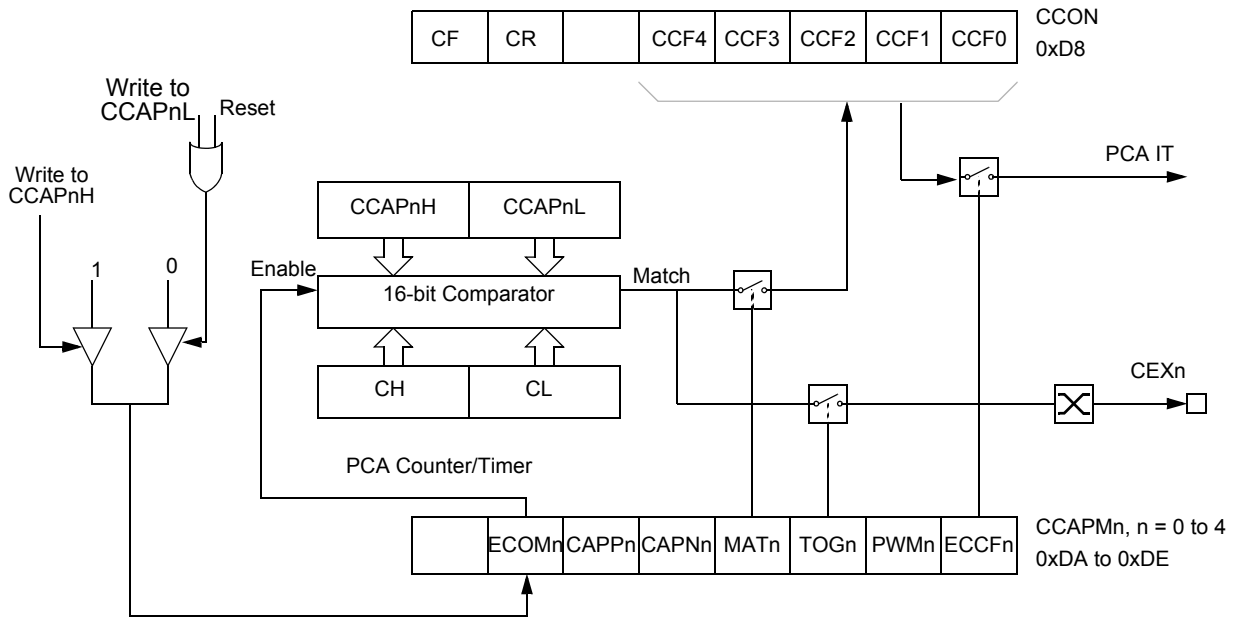 CF CR CCF4 CCF3 CCF2 CCF1 CCF0
CCON
0xD8
Write to
CCAPnL
Reset
PCA IT
Write to
CCAPnH
CCAPnH CCAPnL
1 0
Enable
16-bit Comparator
Match
CH CL
CEXn
PCA Counter/Timer
ECOMn CAPPn CAPNn MATn TOGn PWMn ECCFn
CCAPMn, n = 0 to 4
0xDA to 0xDE